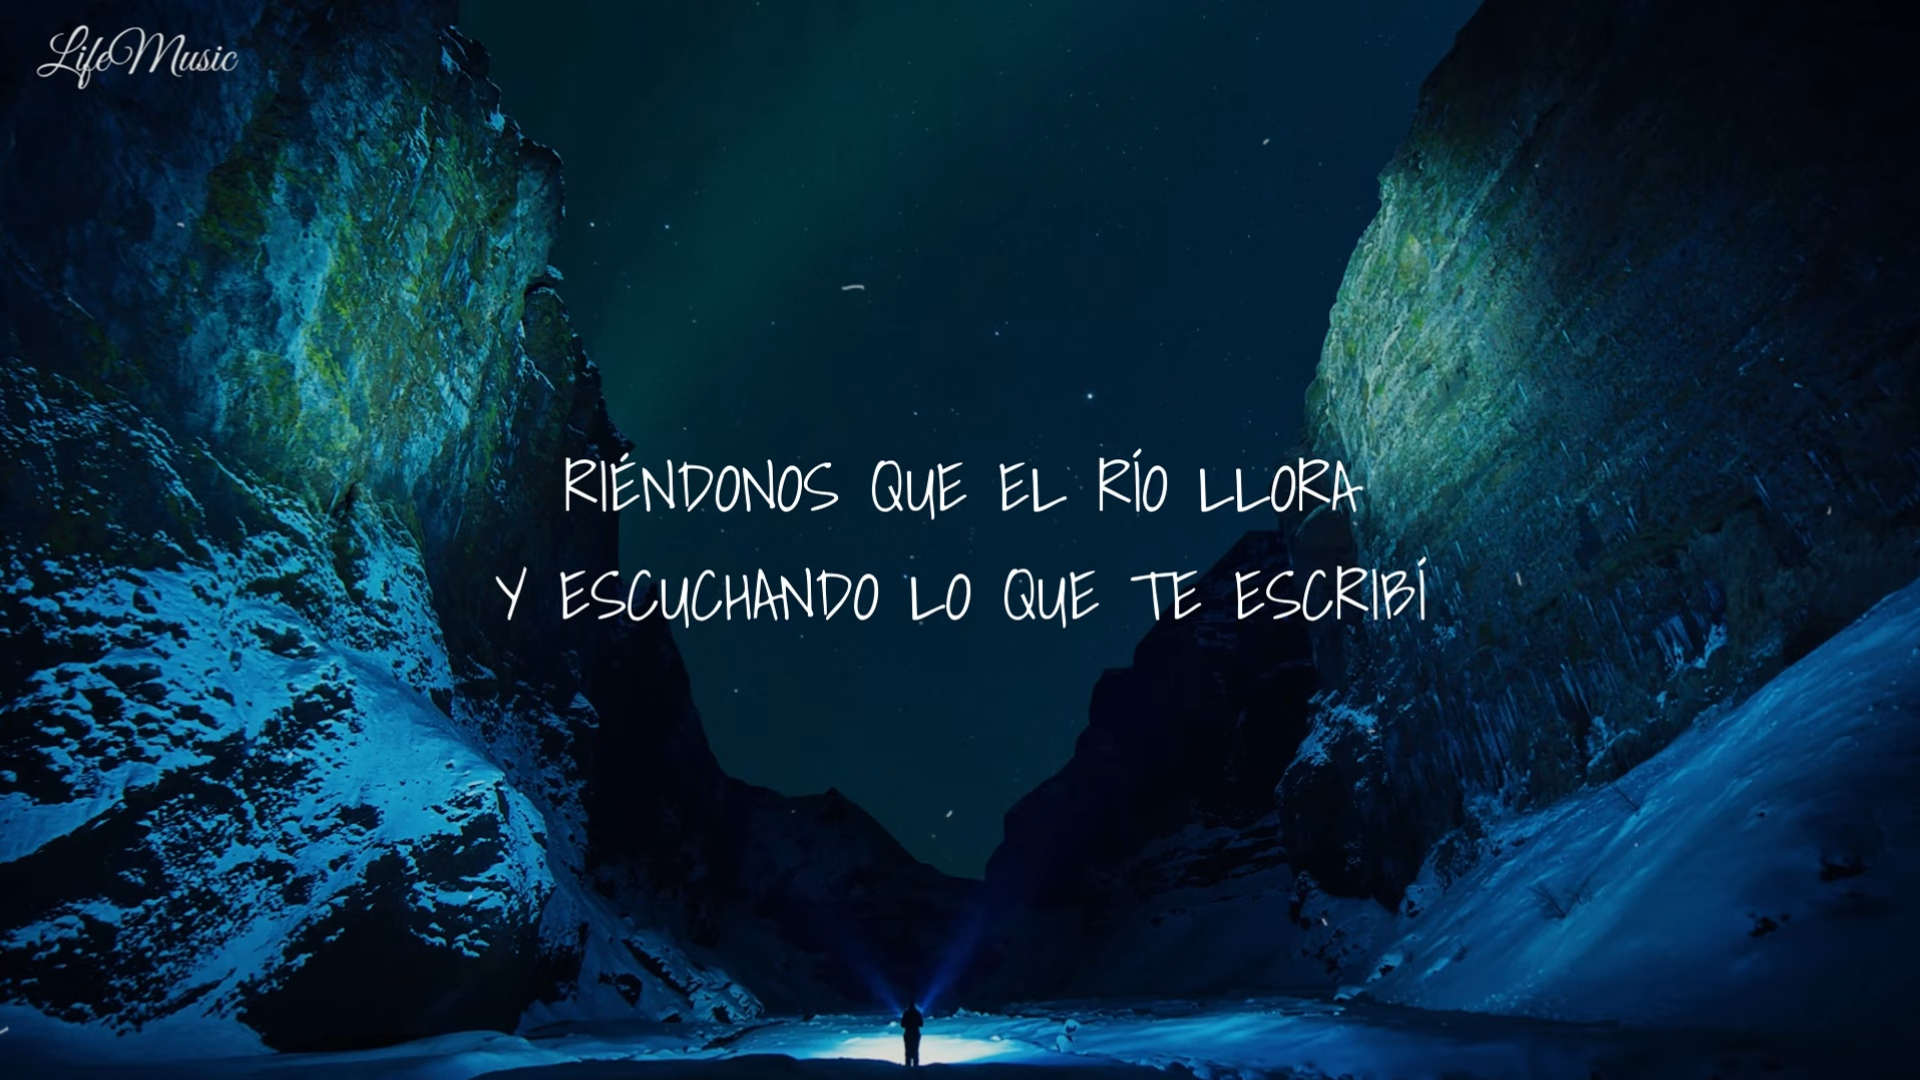 LifeMusic
RIÉNDONOS QUE EL RÍO LLORA
Y ESCUCHANDO LO QUE TE ESCRIBÍ